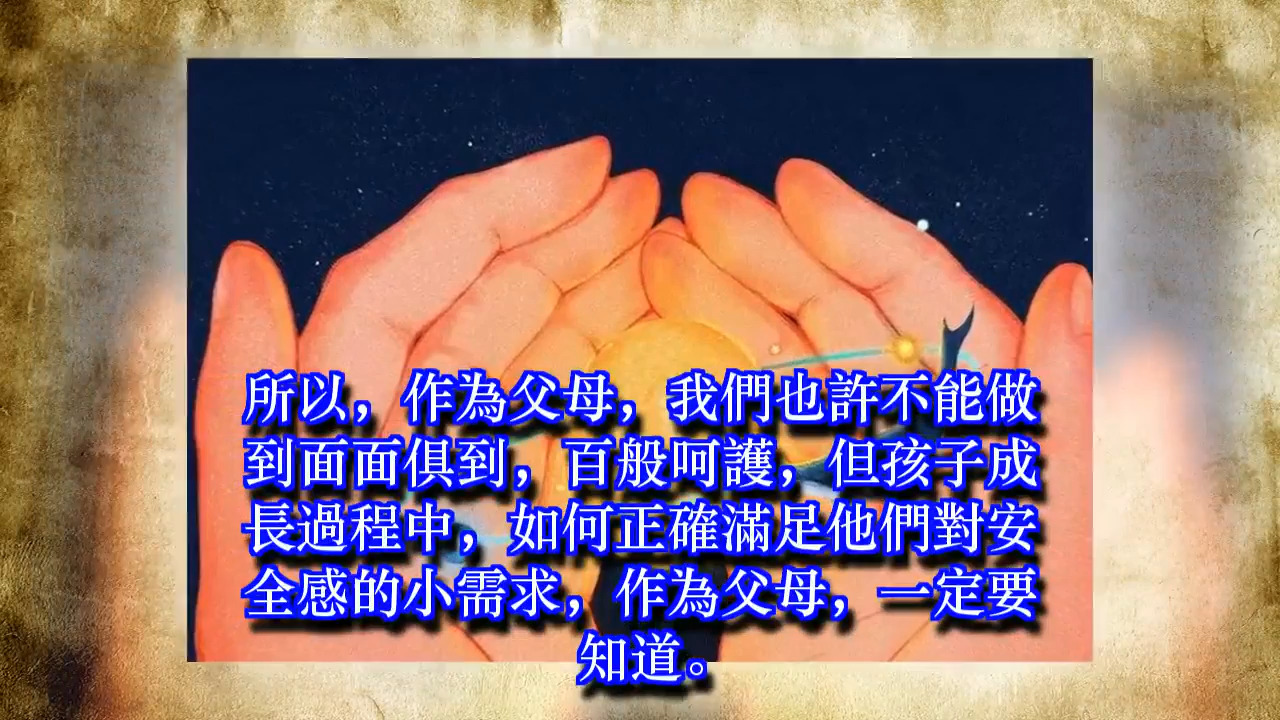 所以，作為父母，我們也許不能做
到面面俱到，百般呵護，但孩子成
長過程中，如何正確滿足他們對安
全感的小需求，作為父母，一定要
知道。